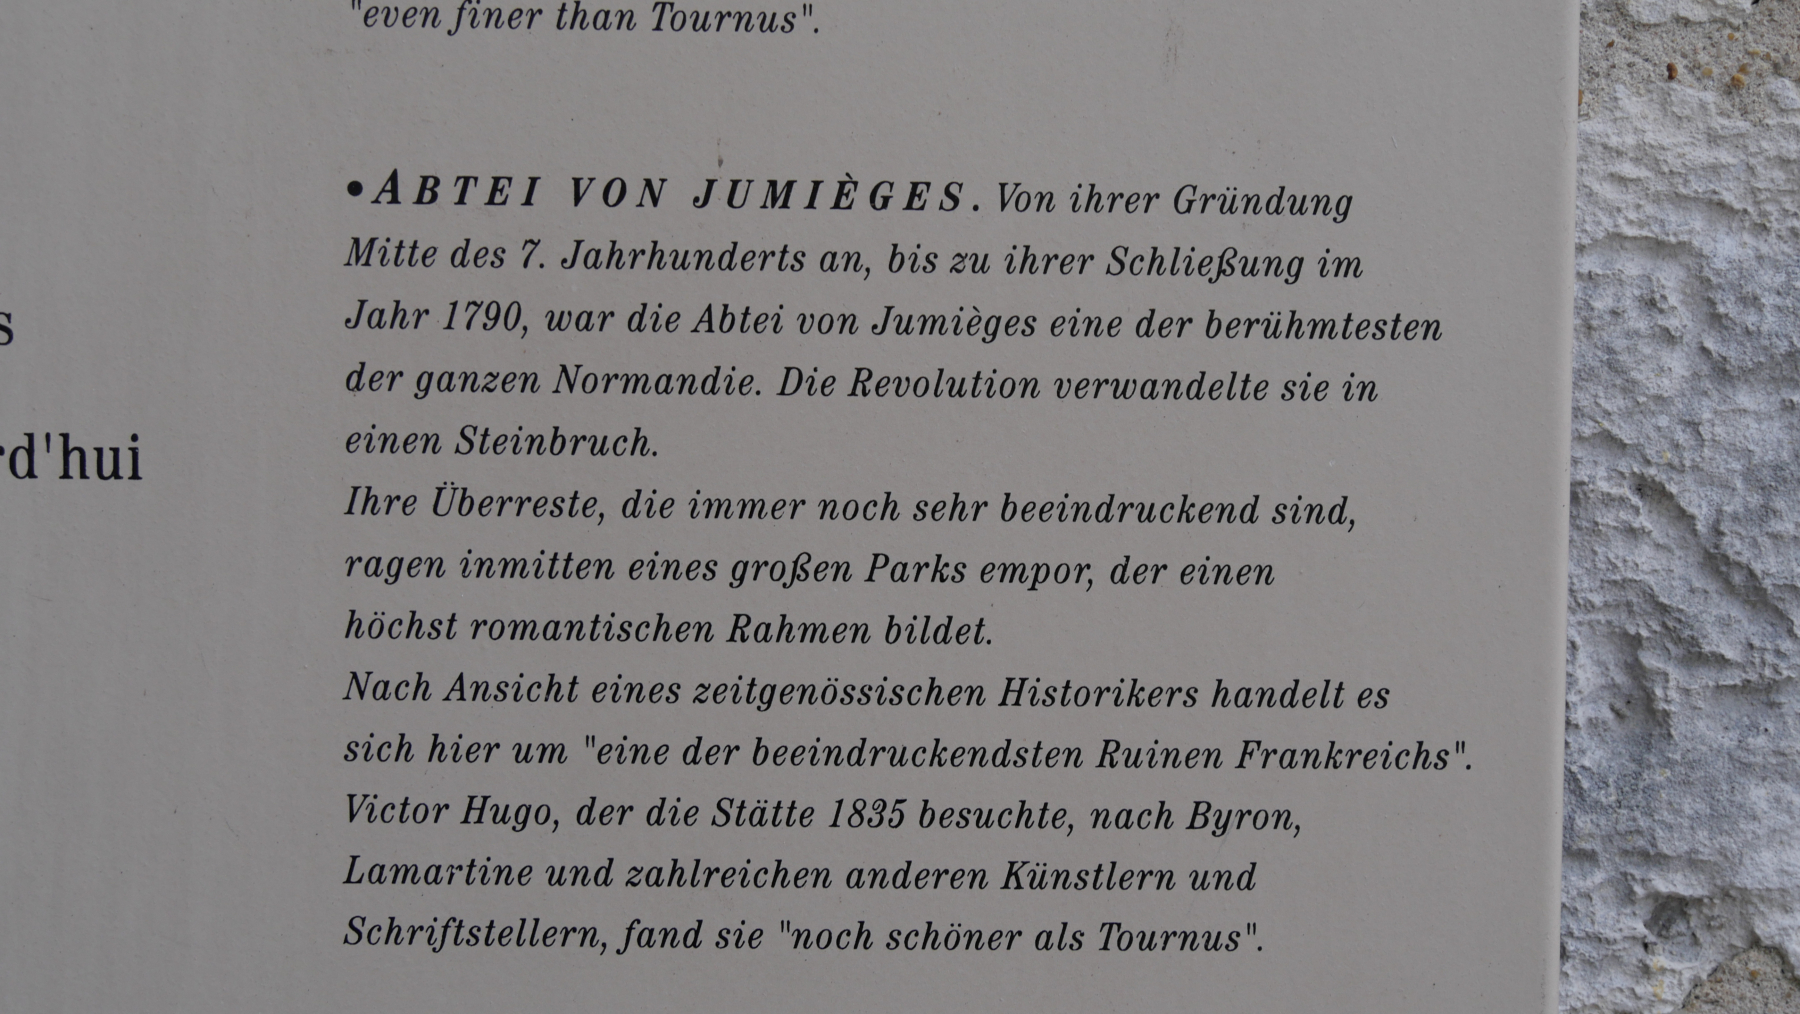 "even finer than Tournus".
s
rd'hui
•ABTEI VON JUMIÈGES. Von ihrer Gründung
Mitte des 7. Jahrhunderts an, bis zu ihrer Schließung im
Jahr 1790, war die Abtei von Jumièges eine der berühmtesten
der ganzen Normandie. Die Revolution verwandelte sie in
einen Steinbruch.
Ihre Überreste, die immer noch sehr beeindruckend sind,
ragen inmitten eines großen Parks empor, der einen
höchst romantischen Rahmen bildet.
Nach Ansicht eines zeitgenössischen Historikers handelt es
sich hier um "eine der beeindruckendsten Ruinen Frankreichs".
Victor Hugo, der die Stätte 1835 besuchte, nach Byron,
Lamartine und zahlreichen anderen Künstlern und
Schriftstellern, fand sie "noch schöner als Tournus".